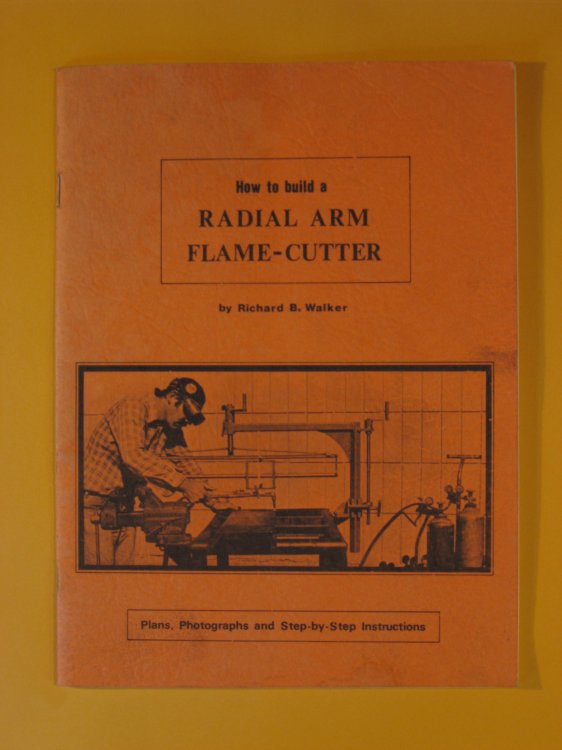 How to build a
RADIAL ARM
FLAME-CUTTER
by Richard B. Walker
Plans, Photographs and Step-by-Step Instructions